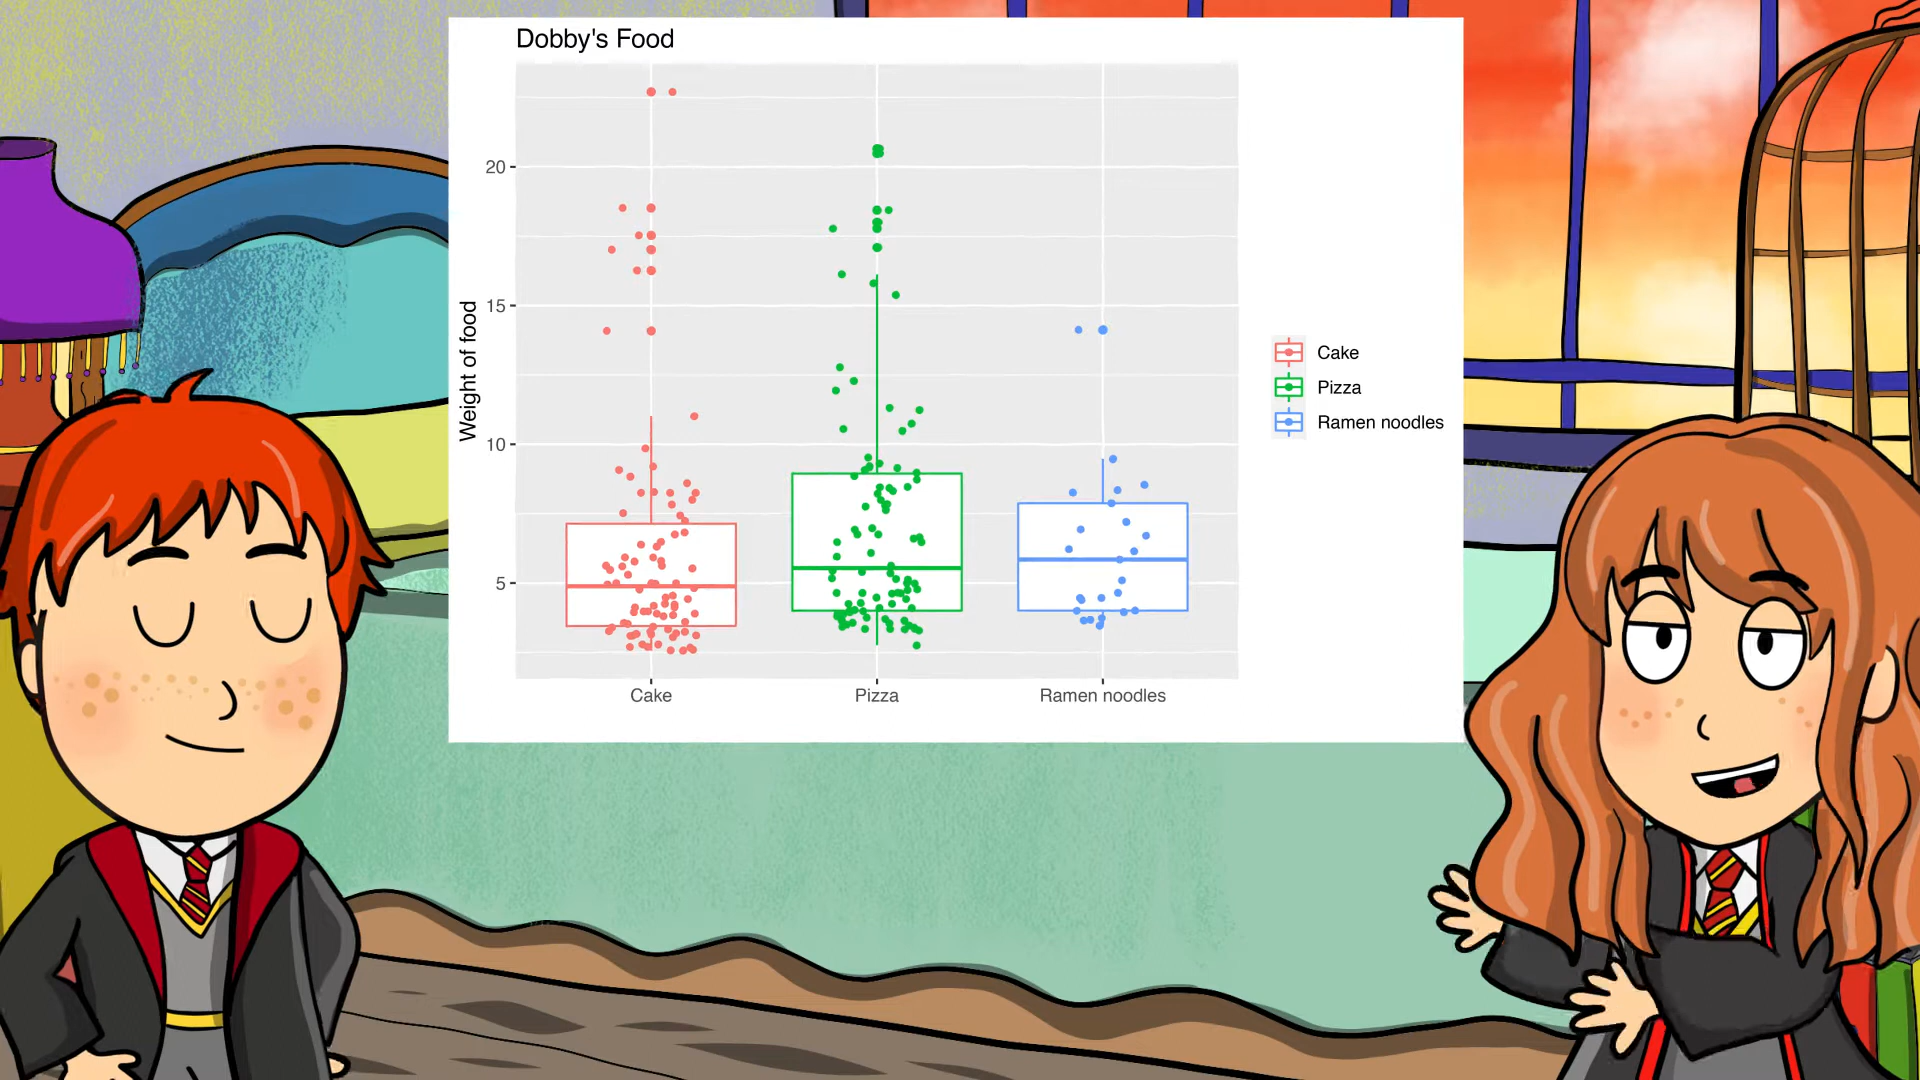 Dobby's Food
Weight of food
20
15
10
5
Cake
Pizza
Ramen noodles
Cake
Pizza
Ramen noodles